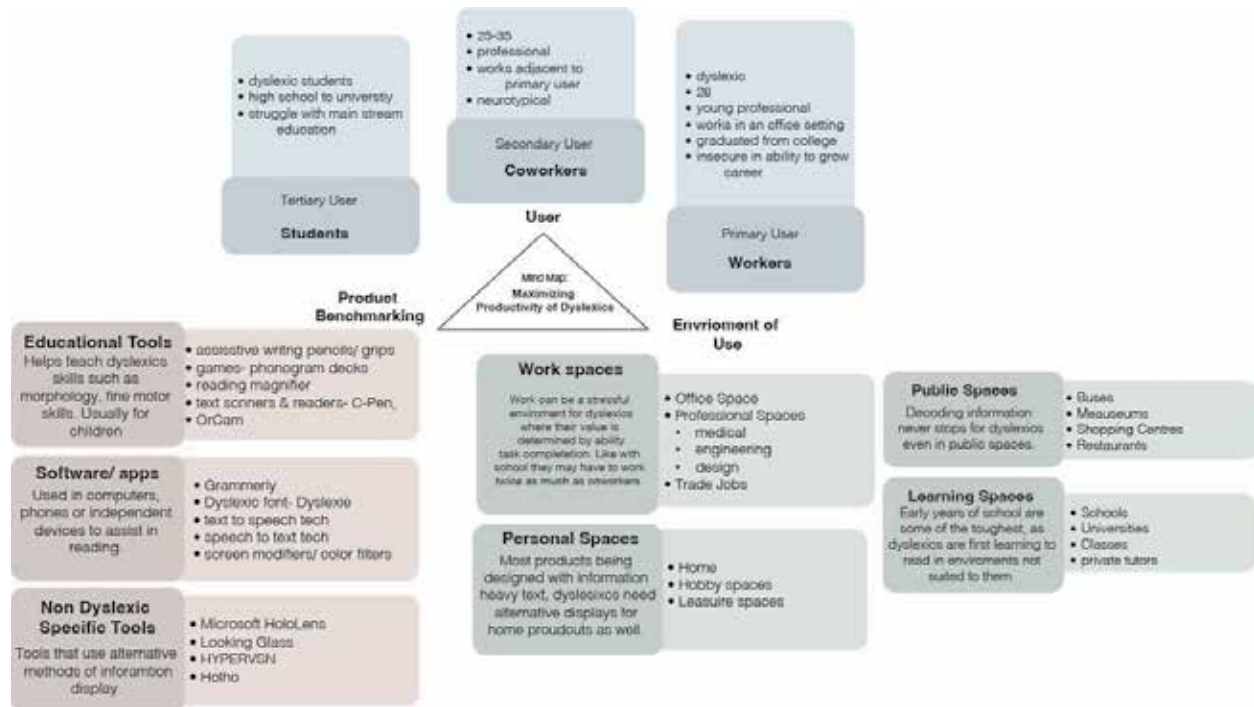 • dyslexic students
• high school to universtiy
• struggle with main stream
education
Tertiary User
Students
• 25-35
• professional
• works adjacent to
primary user
• neurotypical
Secondary User
Coworkers
• dyslexic
• 28
• young professional
• works in an office setting
• graduated from college
• insecure in ability to grow
career
Primary User
Workers
User
Mind Map:
Maximizing
Productivity of Dyslexics
Product
Benchmarking
Envrioment of
Use
Educational Tools
Helps teach dyslexics
skills such as
morphology, fine motor
skills. Usually for
children
• assisstive writing pencils/ grips
• games- phonogram decks
• reading magnifier
• text scnners & readers- C-Pen,
• OrCam
Software/ apps
Used in computers,
phones or independent
devices to assist in
reading.
• Grammerly
• Dyslexic font- Dyslexie
• text to speech tech
• speech to text tech
• screen modifiers/ color filters
Non Dyslexic
Specific Tools
Tools that use alternative
methods of inforamtion
display.
• Microsoft HoloLens
• Looking Glass
• HYPERVSN
• Holho
Work spaces
Work can be a stressful
enviroment for dyslexics
where their value is
determined by ability
task completion. Like with
school they may have to work
twice as much as coworkers.
• Office Space
• Professional Spaces
• medical
• engineering
• design
• Trade Jobs
Personal Spaces
Most products being
designed with information
heavy text, dyslesixcs need
alternative displays for
home proudouts as well.
• Home
• Hobby spaces
• Leasuire spaces
Public Spaces
Decoding information
never stops for dyslexics
even in public spaces.
• Buses
• Meauseums
• Shopping Centres
• Restaurants
Learning Spaces
Early years of school are
some of the toughest, as
dyslexics are first learning to
read in enviroments not
suited to them
• Schools
• Universities
• Classes
• private tutors